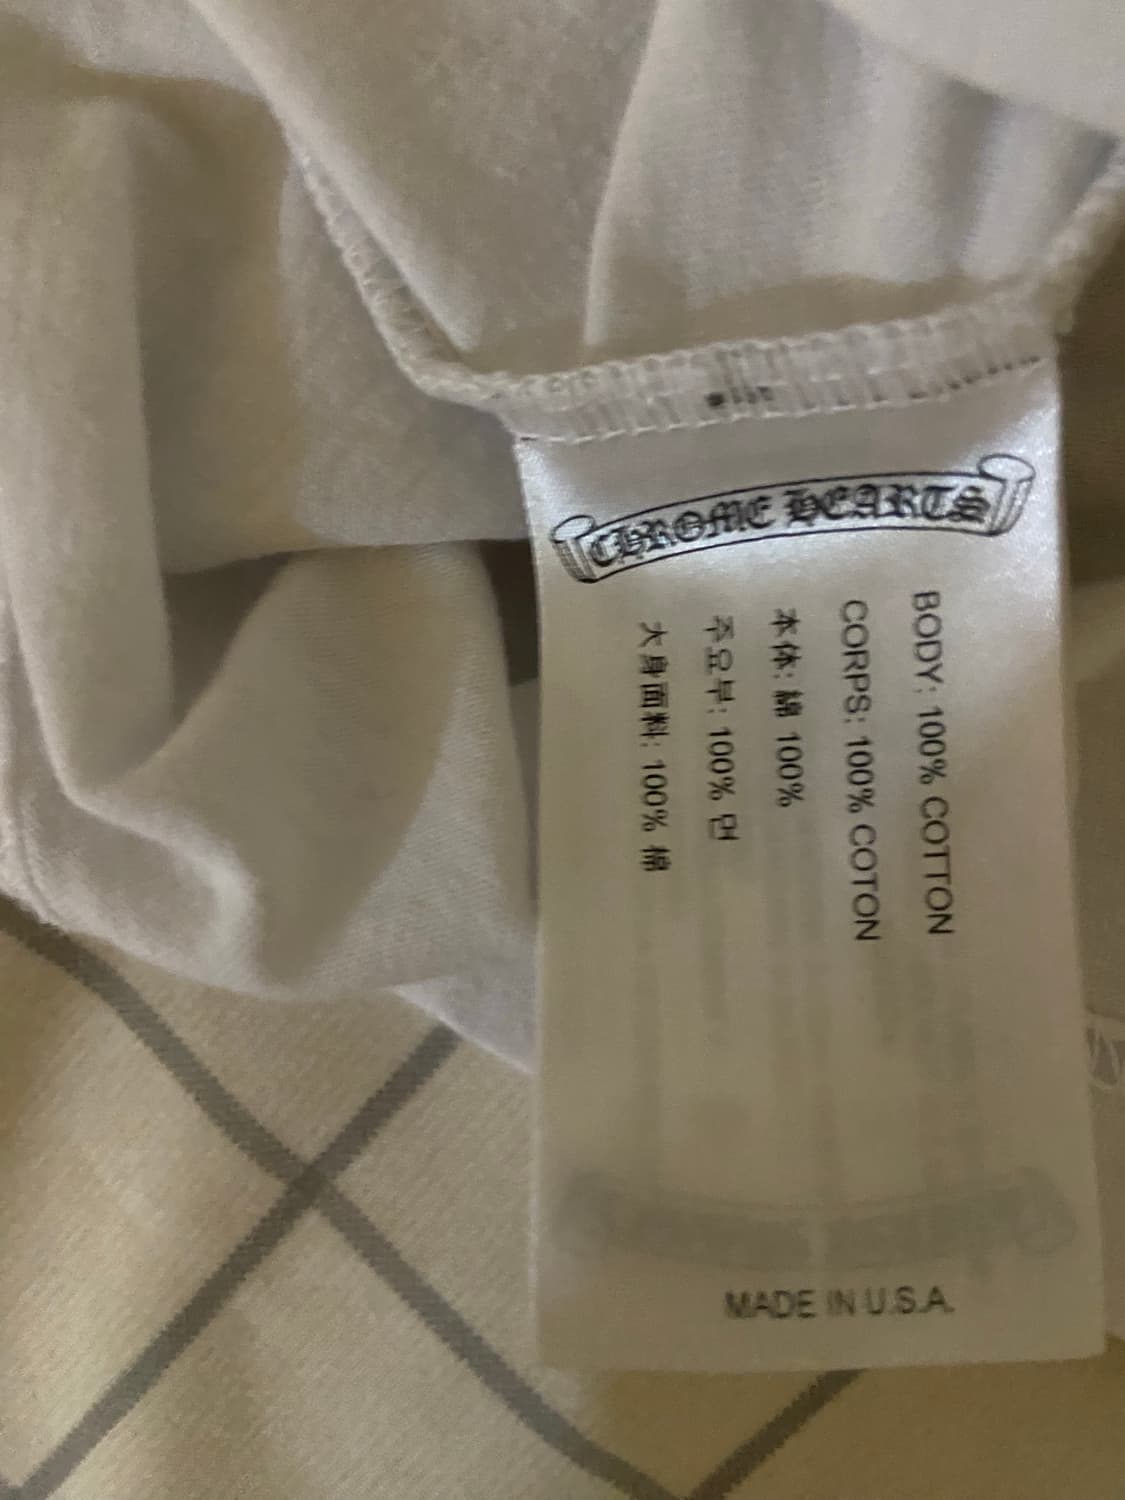 CHROME HEARTS
BODY: 100% COTTON
CORPS: 100% COTON
本体: 綿 100%
주요부: 100% 면
大身面料: 100% 棉
MADE IN U.S.A.